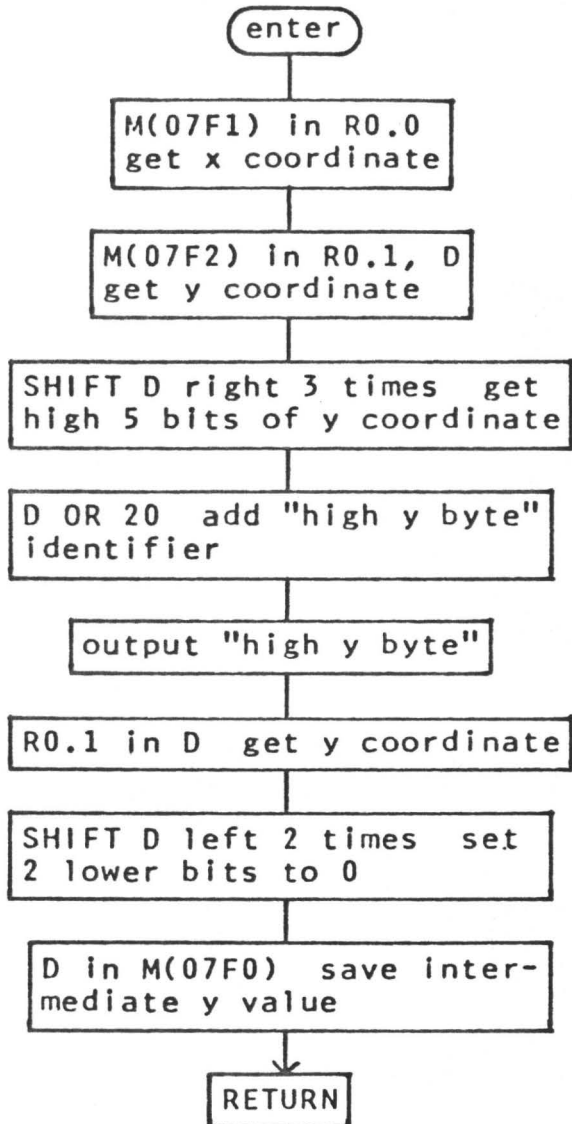 enter
M(07F1) in R0.0
get x coordinate
M(07F2) in R0.1, D
get y coordinate
SHIFT D right 3 times get
high 5 bits of y coordinate
D OR 20 add "high y byte"
identifier
output "high y byte"
R0.1 in D get y coordinate
SHIFT D left 2 times set
2 lower bits to 0
D in M(07F0) save inter-
mediate y value
RETURN